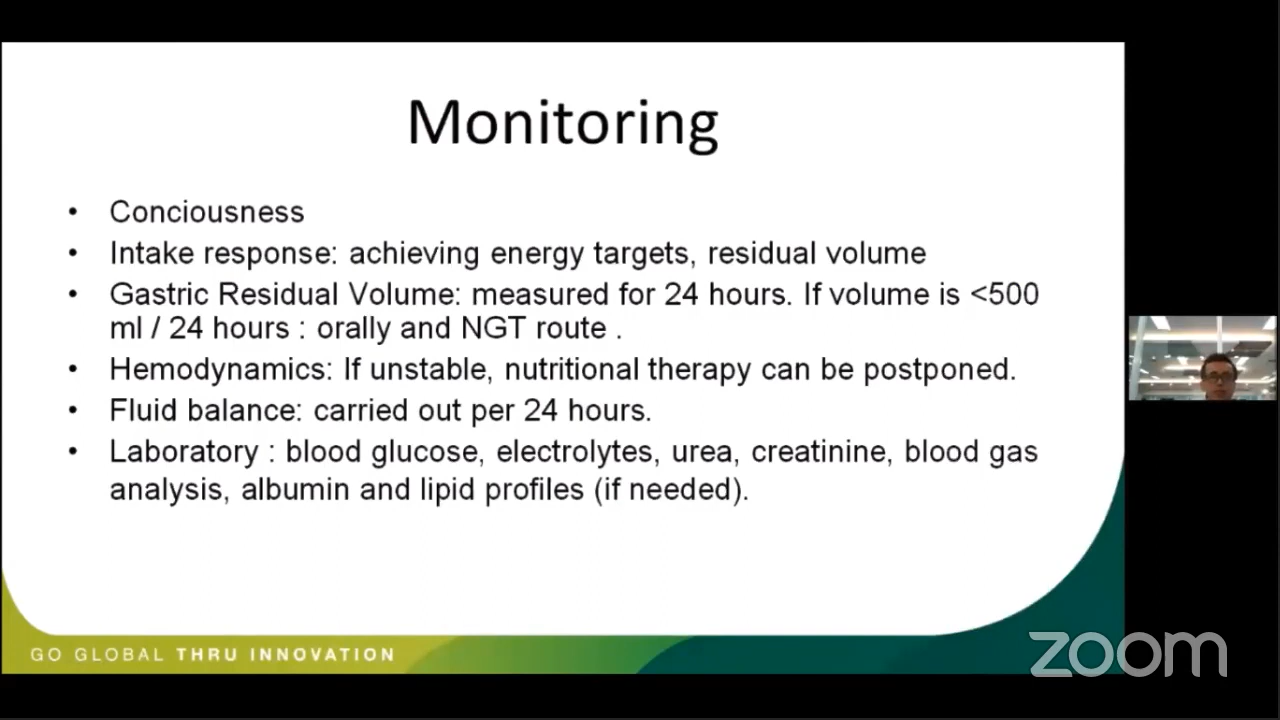 Monitoring
• Conciousness
• Intake response: achieving energy targets, residual volume
• Gastric Residual Volume: measured for 24 hours. If volume is <500
ml / 24 hours : orally and NGT route .
• Hemodynamics: If unstable, nutritional therapy can be postponed.
• Fluid balance: carried out per 24 hours.
• Laboratory : blood glucose, electrolytes, urea, creatinine, blood gas
analysis, albumin and lipid profiles (if needed).
GO GLOBAL THRU INNOVATION
zoom